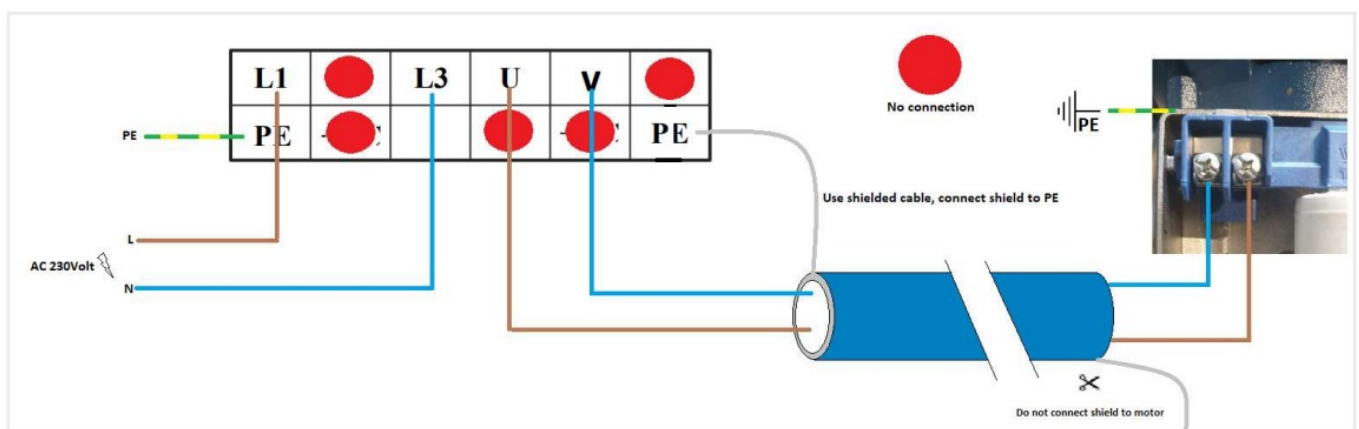 L1 L3 U V
No connection
PE
PE PE
PE
Use shielded cable, connect shield to PE
L
AC 230Volt
N
Do not connect shield to motor